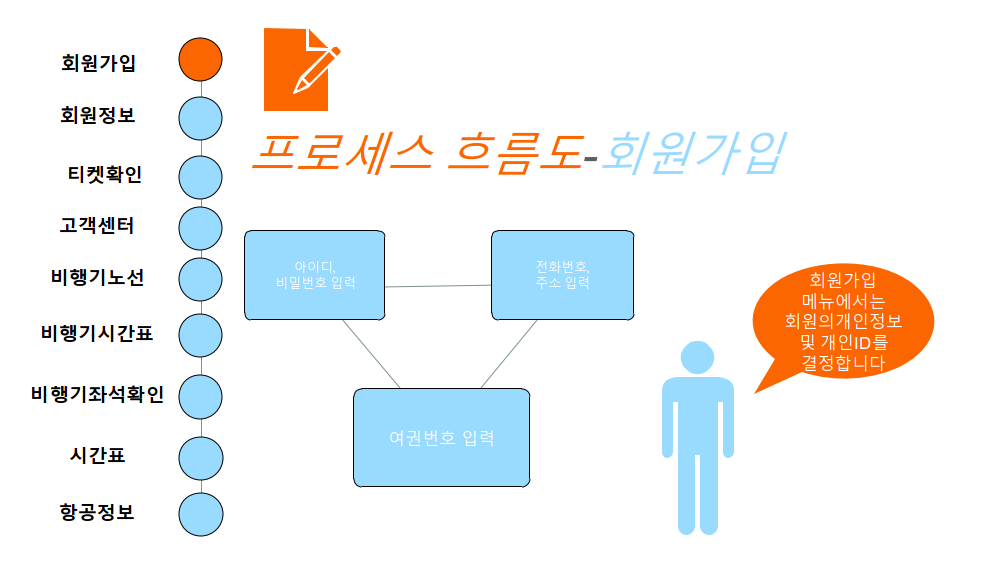 회원가입
회원정보
티켓확인
고객센터
비행기노선
비행기시간표
비행기좌석확인
시간표
항공정보
프로세스 흐름도-회원가입
아이디,
비밀번호 입력
전화번호,
주소 입력
여권번호 입력
회원가입
메뉴에서는
회원의개인정보
및 개인ID를
결정합니다